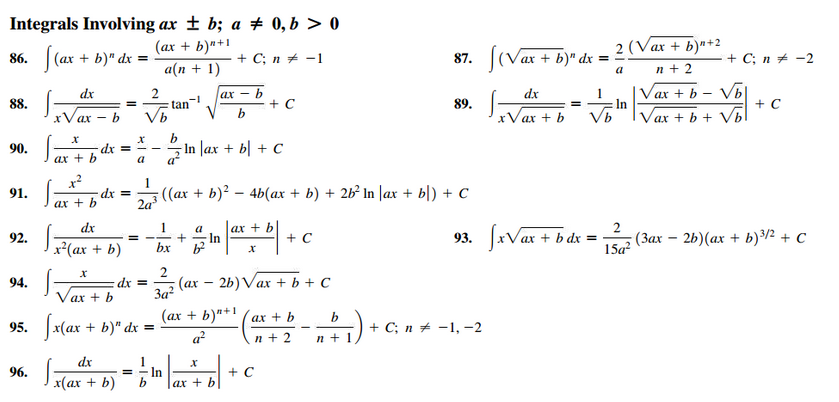 Integrals Involving ax ± b; a ≠ 0, b > 0
86. ∫(ax + b)ⁿ dx = (ax + b)ⁿ⁺¹ / a(n + 1) + C; n ≠ −1
87. ∫(√(ax + b))ⁿ dx = (2/a) (√(ax + b))ⁿ⁺² / (n + 2) + C; n ≠ −2
88. ∫ dx / (x√(ax − b)) = (2/√b) tan⁻¹ √((ax − b)/b) + C
89. ∫ dx / (x√(ax + b)) = (1/√b) ln |(√(ax + b) − √b) / (√(ax + b) + √b)| + C
90. ∫ x / (ax + b) dx = x/a − (b/a²) ln |ax + b| + C
91. ∫ x² / (ax + b) dx = (1/2a³) ((ax + b)² − 4b(ax + b) + 2b² ln |ax + b|) + C
92. ∫ dx / (x²(ax + b)) = −1/(bx) + (a/b²) ln |(ax + b)/x| + C
93. ∫x√(ax + b) dx = (2/15a²) (3ax − 2b)(ax + b)^(3/2) + C
94. ∫ x / √(ax + b) dx = (2/3a²) (ax − 2b)√(ax + b) + C
95. ∫x(ax + b)ⁿ dx = ((ax + b)ⁿ⁺¹ / a²) ((ax + b)/(n + 2) − b/(n + 1)) + C; n ≠ −1, −2
96. ∫ dx / (x(ax + b)) = (1/b) ln |x / (ax + b)| + C